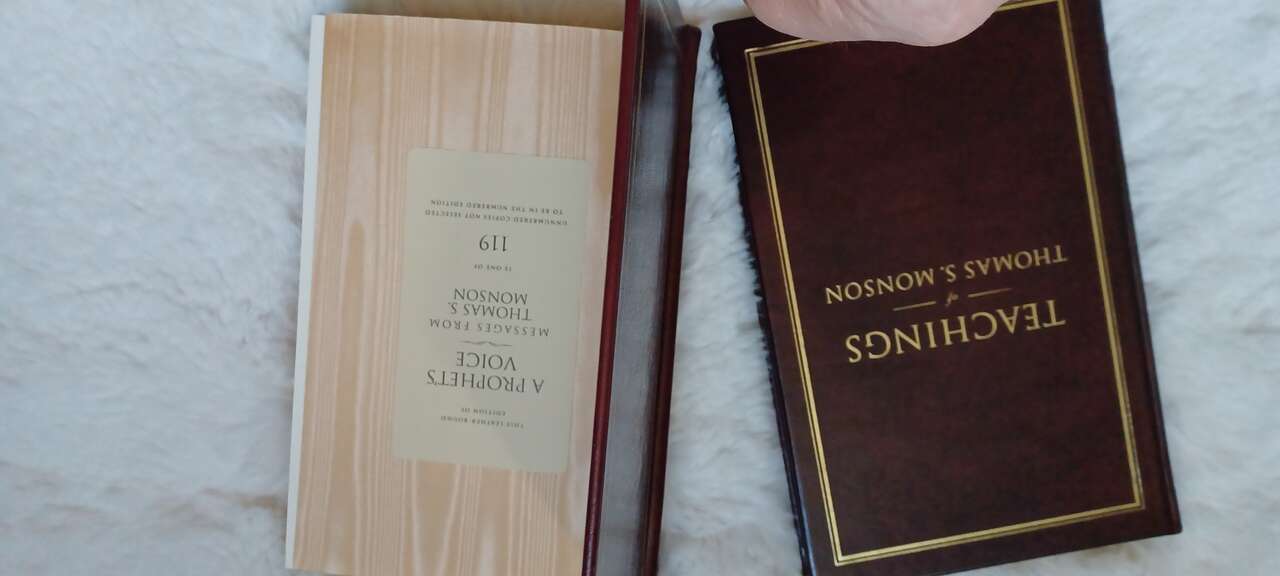 THIS LEATHER-BOUND
EDITION OF
A PROPHET'S
VOICE
MESSAGES FROM
THOMAS S.
MONSON
IS ONE OF
119
UNNUMBERED COPIES NOT SELECTED
TO BE IN THE NUMBERED EDITION
TEACHINGS
of
THOMAS S. MONSON